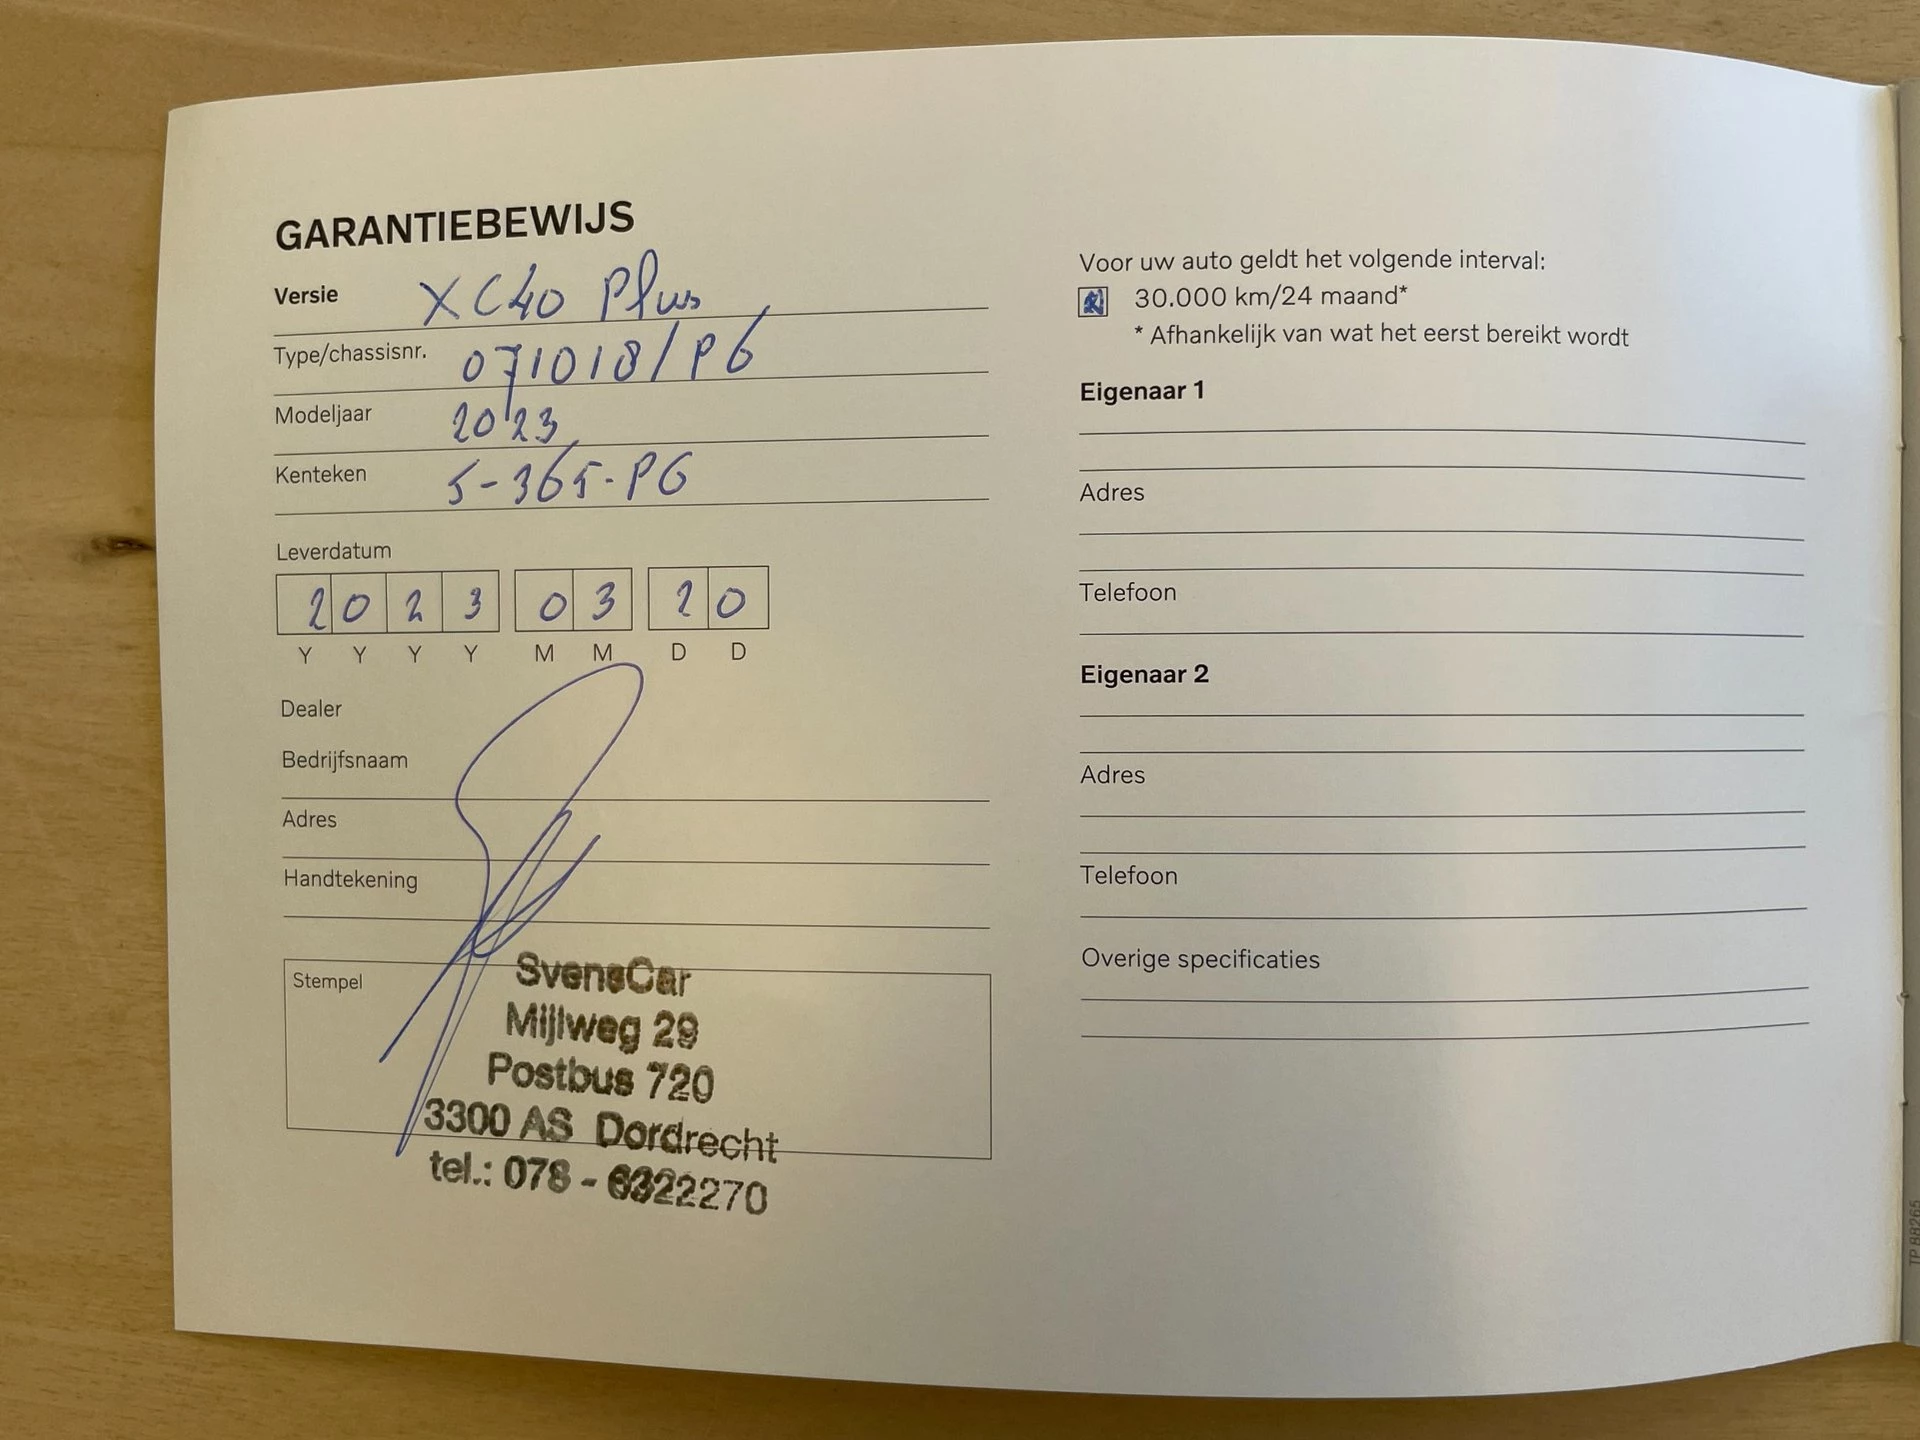 GARANTIEBEWIJS
Versie XC40 Plus
Type/chassisnr. 071018/P6
Modeljaar 2023
Kenteken 5-365-PG
Leverdatum
2 0 2 3 0 3 2 0
Y Y Y Y M M D D
Dealer
Bedrijfsnaam
Adres
Handtekening
Stempel
SvensCar
Mijlweg 29
Postbus 720
3300 AS Dordrecht
tel.: 078 - 6322270
Voor uw auto geldt het volgende interval:
30.000 km/24 maand*
* Afhankelijk van wat het eerst bereikt wordt
Eigenaar 1
Adres
Telefoon
Eigenaar 2
Adres
Telefoon
Overige specificaties
TP 88265